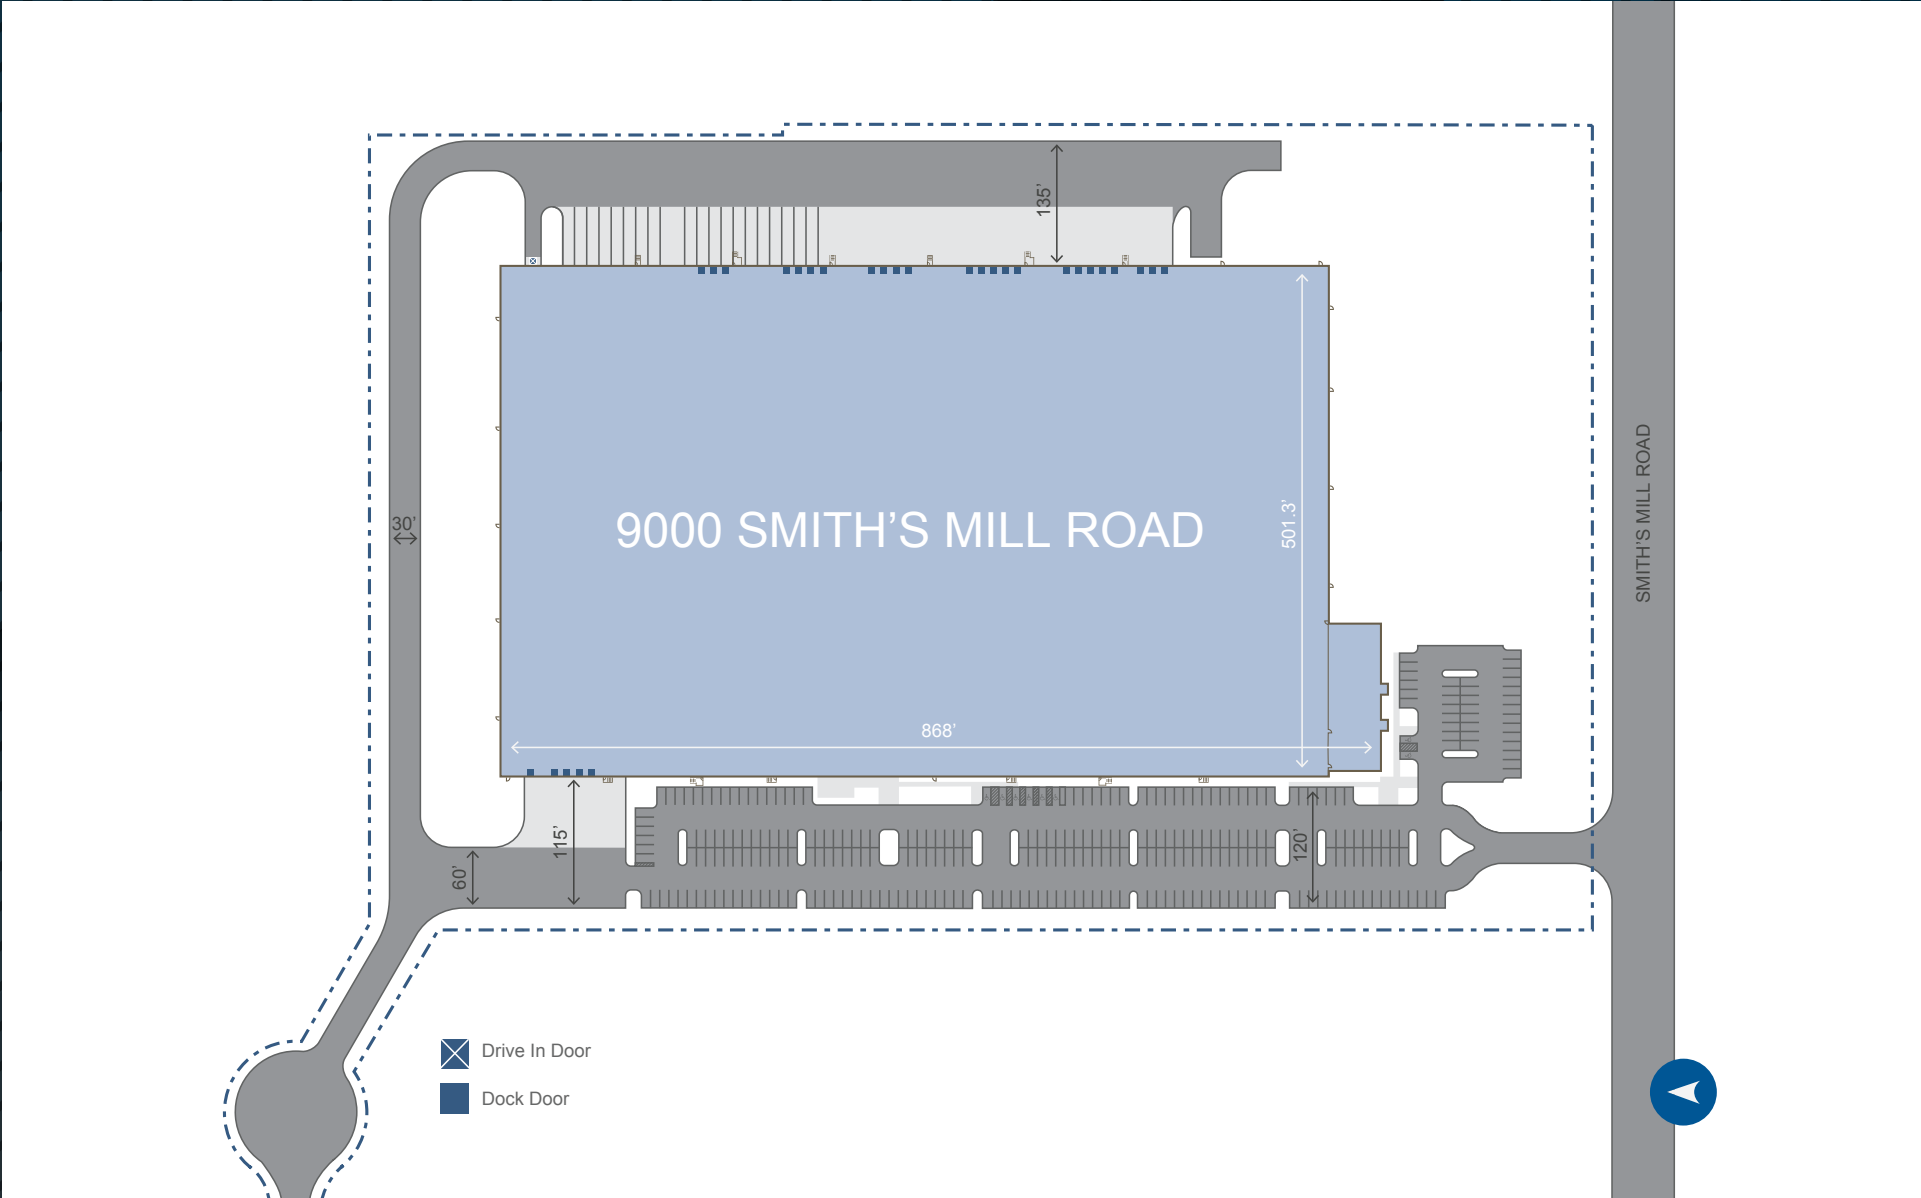 135'
9000 SMITH’S MILL ROAD
501.3'
SMITH’S MILL ROAD
30'
868'
115'
120'
60'
Drive In Door
Dock Door